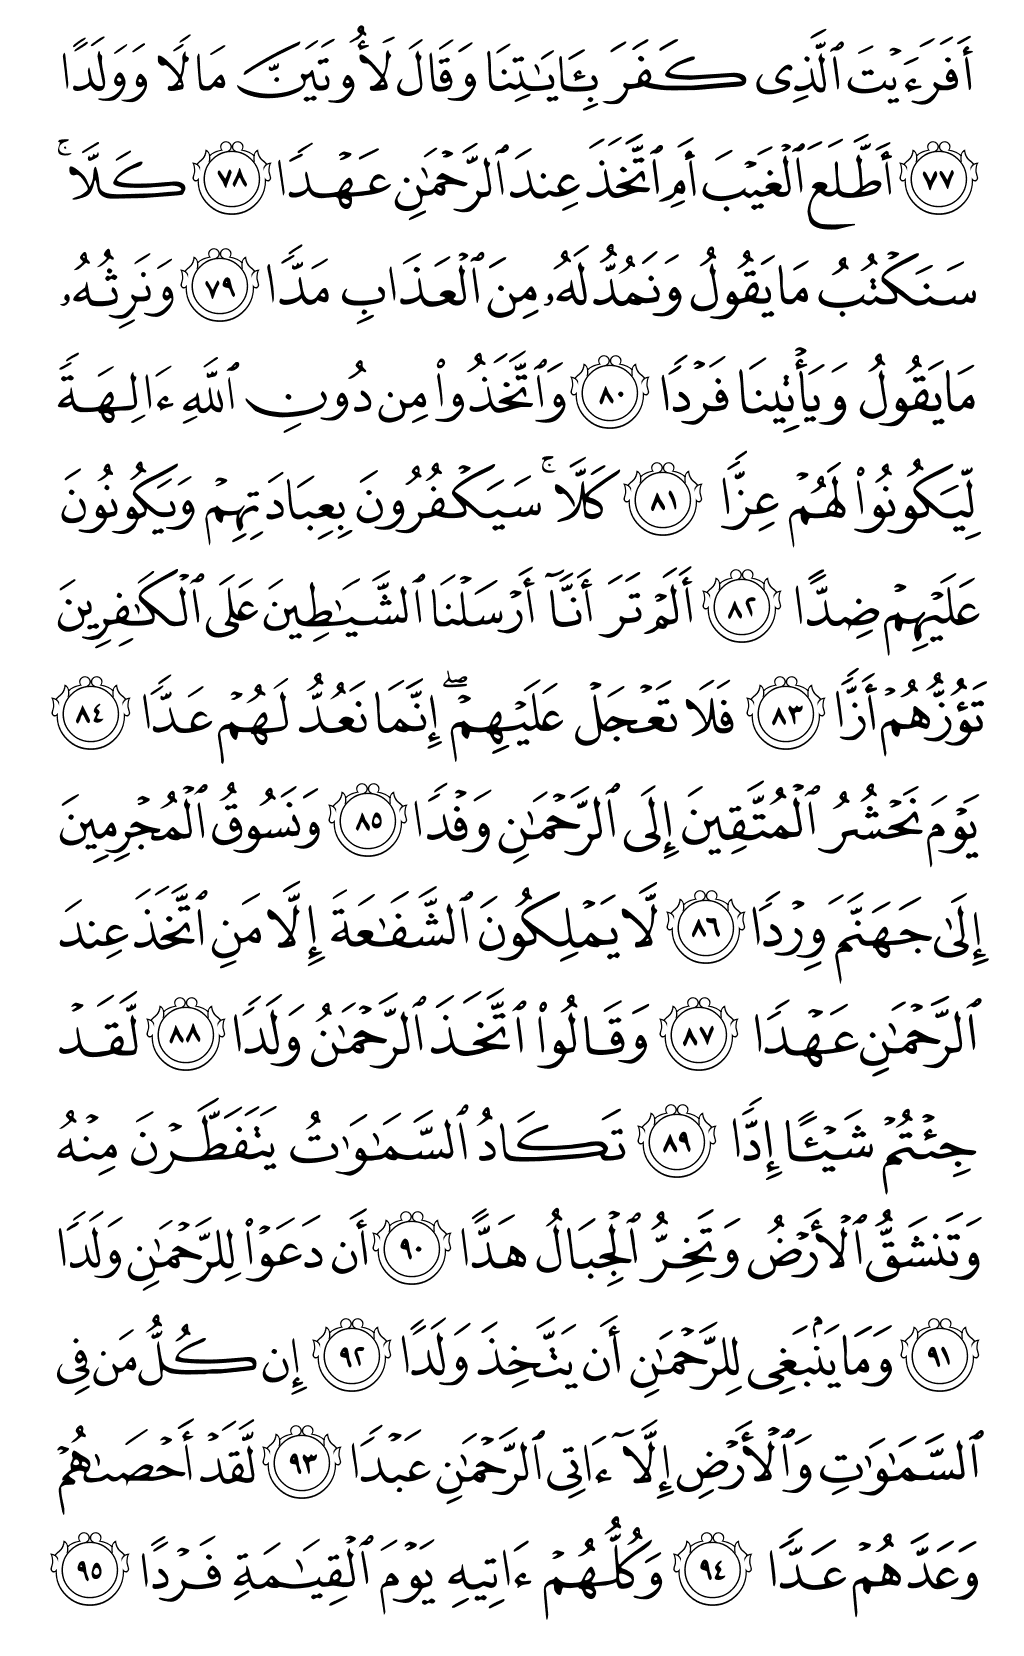 أَفَرَءَيۡتَ ٱلَّذِي كَفَرَ بِـَٔايَٰتِنَا وَقَالَ لَأُوتَيَنَّ مَالٗا وَوَلَدًا
٧٧ أَطَّلَعَ ٱلۡغَيۡبَ أَمِ ٱتَّخَذَ عِندَ ٱلرَّحۡمَٰنِ عَهۡدٗا ٧٨ كَلَّاۚ
سَنَكۡتُبُ مَا يَقُولُ وَنَمُدُّ لَهُۥ مِنَ ٱلۡعَذَابِ مَدّٗا ٧٩ وَنَرِثُهُۥ
مَا يَقُولُ وَيَأۡتِينَا فَرۡدٗا ٨٠ وَٱتَّخَذُواْ مِن دُونِ ٱللَّهِ ءَالِهَةٗ
لِّيَكُونُواْ لَهُمۡ عِزّٗا ٨١ كَلَّاۚ سَيَكۡفُرُونَ بِعِبَادَتِهِمۡ وَيَكُونُونَ
عَلَيۡهِمۡ ضِدًّا ٨٢ أَلَمۡ تَرَ أَنَّآ أَرۡسَلۡنَا ٱلشَّيَٰطِينَ عَلَى ٱلۡكَٰفِرِينَ
تَؤُزُّهُمۡ أَزّٗا ٨٣ فَلَا تَعۡجَلۡ عَلَيۡهِمۡۖ إِنَّمَا نَعُدُّ لَهُمۡ عَدّٗا ٨٤
يَوۡمَ نَحۡشُرُ ٱلۡمُتَّقِينَ إِلَى ٱلرَّحۡمَٰنِ وَفۡدٗا ٨٥ وَنَسُوقُ ٱلۡمُجۡرِمِينَ
إِلَىٰ جَهَنَّمَ وِرۡدٗا ٨٦ لَّا يَمۡلِكُونَ ٱلشَّفَٰعَةَ إِلَّا مَنِ ٱتَّخَذَ عِندَ
ٱلرَّحۡمَٰنِ عَهۡدٗا ٨٧ وَقَالُواْ ٱتَّخَذَ ٱلرَّحۡمَٰنُ وَلَدٗا ٨٨ لَّقَدۡ
جِئۡتُمۡ شَيۡـًٔا إِدّٗا ٨٩ تَكَادُ ٱلسَّمَٰوَٰتُ يَتَفَطَّرۡنَ مِنۡهُ
وَتَنشَقُّ ٱلۡأَرۡضُ وَتَخِرُّ ٱلۡجِبَالُ هَدًّا ٩٠ أَن دَعَوۡاْ لِلرَّحۡمَٰنِ وَلَدٗا
٩١ وَمَا يَنۢبَغِي لِلرَّحۡمَٰنِ أَن يَتَّخِذَ وَلَدًا ٩٢ إِن كُلُّ مَن فِي
ٱلسَّمَٰوَٰتِ وَٱلۡأَرۡضِ إِلَّآ ءَاتِي ٱلرَّحۡمَٰنِ عَبۡدٗا ٩٣ لَّقَدۡ أَحۡصَىٰهُمۡ
وَعَدَّهُمۡ عَدّٗا ٩٤ وَكُلُّهُمۡ ءَاتِيهِ يَوۡمَ ٱلۡقِيَٰمَةِ فَرۡدًا ٩٥